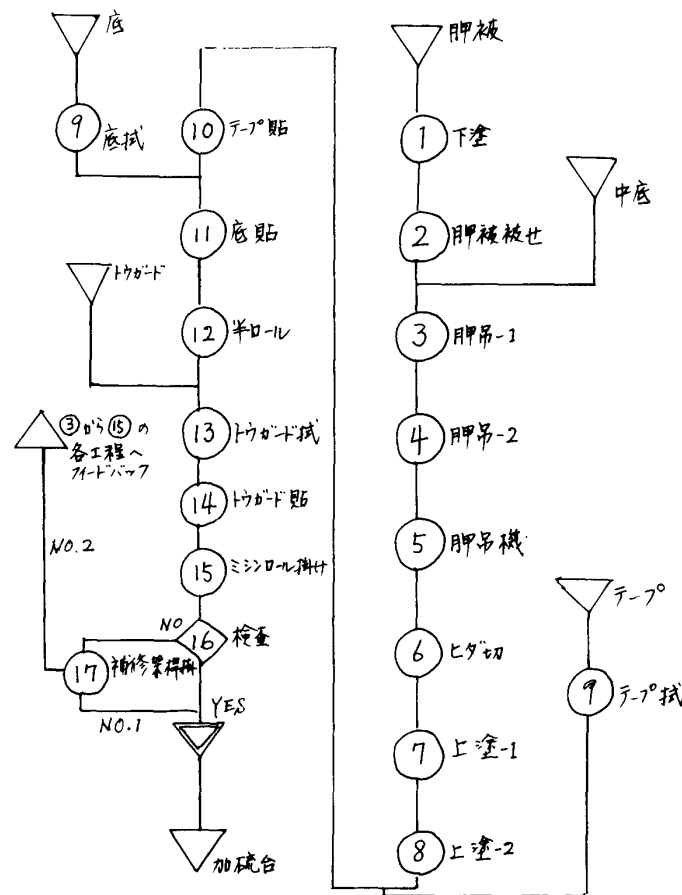 底
9 底拭
10 テープ貼
11 底貼
トウガード
12 半ロール
③から⑮の
各工程へ
フィードバック
13 トウガード拭
14 トウガード貼
15 ミシンロール掛け
NO.2
NO
16 検査
17 補修業桿掛
YES
NO.1
加硫台
胛被
1 下塗
中底
2 胛被被せ
3 胛吊-1
4 胛吊-2
5 胛吊機
テープ
6 ヒダ切
9 テープ拭
7 上塗-1
8 上塗-2